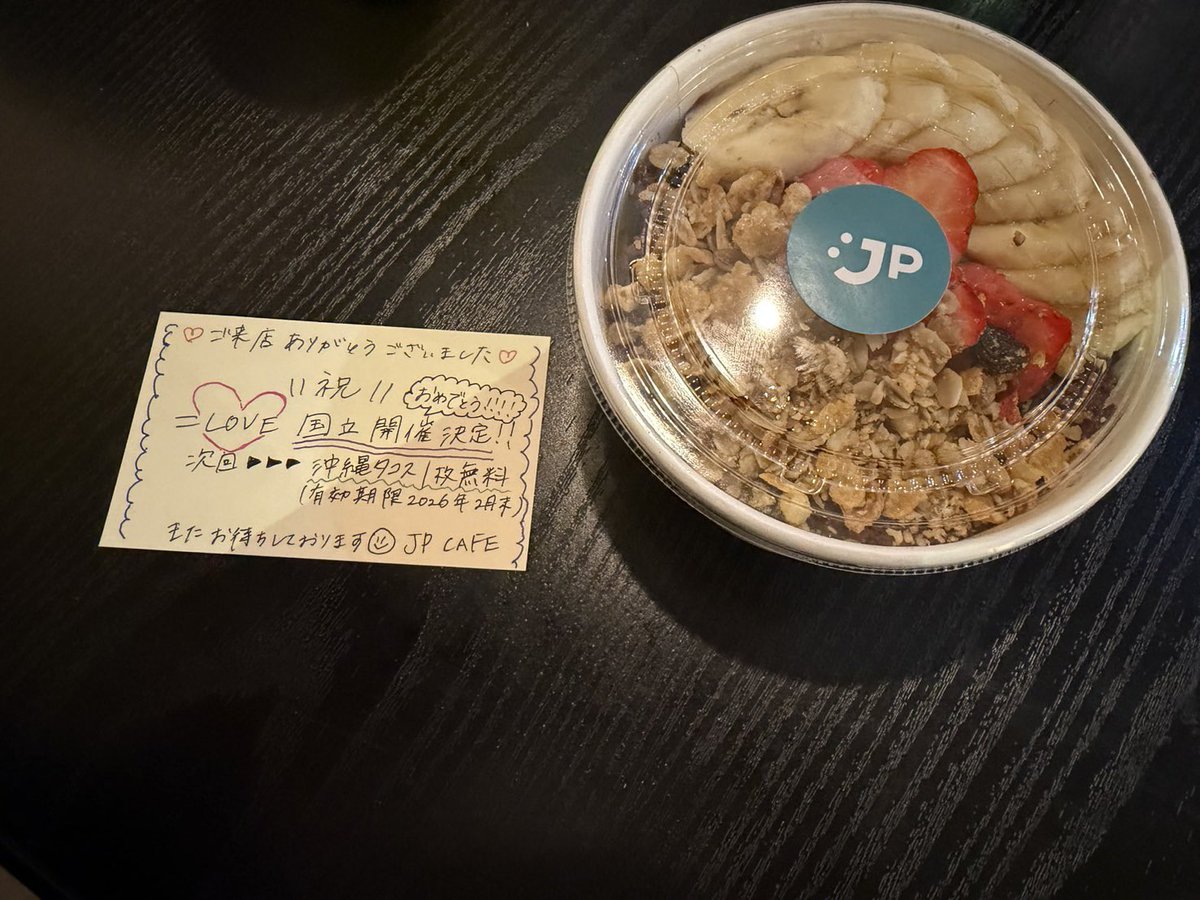 ♡ ご来店 ありがとうございました ♡
〃祝〃 おめでとう!!!!
=LOVE 国立 開催 決定!!
次回▶▶▶ 沖縄タコス1枚無料
(有効期限 2026年2月末)
またお待ちしております☺ JP CAFE
JP